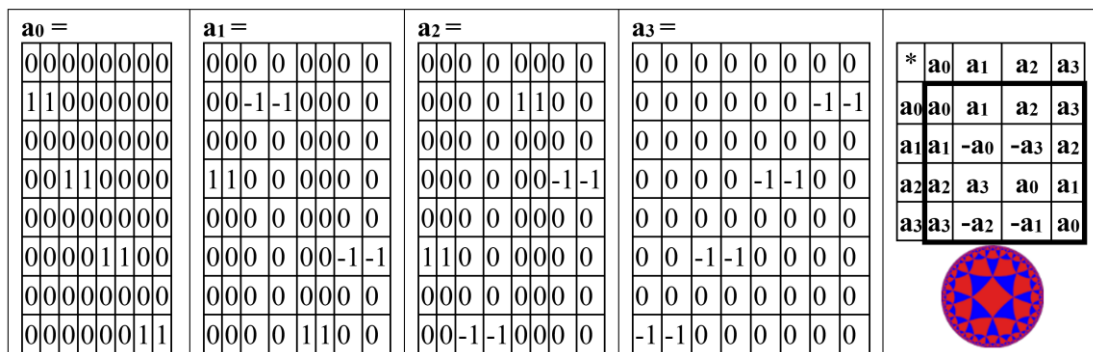 a0 =
0 0 0 0 0 0 0 0
1 1 0 0 0 0 0 0
0 0 0 0 0 0 0 0
0 0 1 1 0 0 0 0
0 0 0 0 0 0 0 0
0 0 0 0 1 1 0 0
0 0 0 0 0 0 0 0
0 0 0 0 0 0 1 1
a1 =
0 0 0 0 0 0 0 0
0 0 -1 -1 0 0 0 0
0 0 0 0 0 0 0 0
1 1 0 0 0 0 0 0
0 0 0 0 0 0 0 0
0 0 0 0 0 0 -1 -1
0 0 0 0 0 0 0 0
0 0 0 0 1 1 0 0
a2 =
0 0 0 0 0 0 0 0
0 0 0 0 1 1 0 0
0 0 0 0 0 0 0 0
0 0 0 0 0 0 -1 -1
0 0 0 0 0 0 0 0
1 1 0 0 0 0 0 0
0 0 0 0 0 0 0 0
0 0 -1 -1 0 0 0 0
a3 =
0 0 0 0 0 0 0 0
0 0 0 0 0 0 -1 -1
0 0 0 0 0 0 0 0
0 0 0 0 -1 -1 0 0
0 0 0 0 0 0 0 0
0 0 -1 -1 0 0 0 0
0 0 0 0 0 0 0 0
-1 -1 0 0 0 0 0 0
* a0 a1 a2 a3
a0 a0 a1 a2 a3
a1 a1 -a0 -a3 a2
a2 a2 a3 a0 a1
a3 a3 -a2 -a1 a0